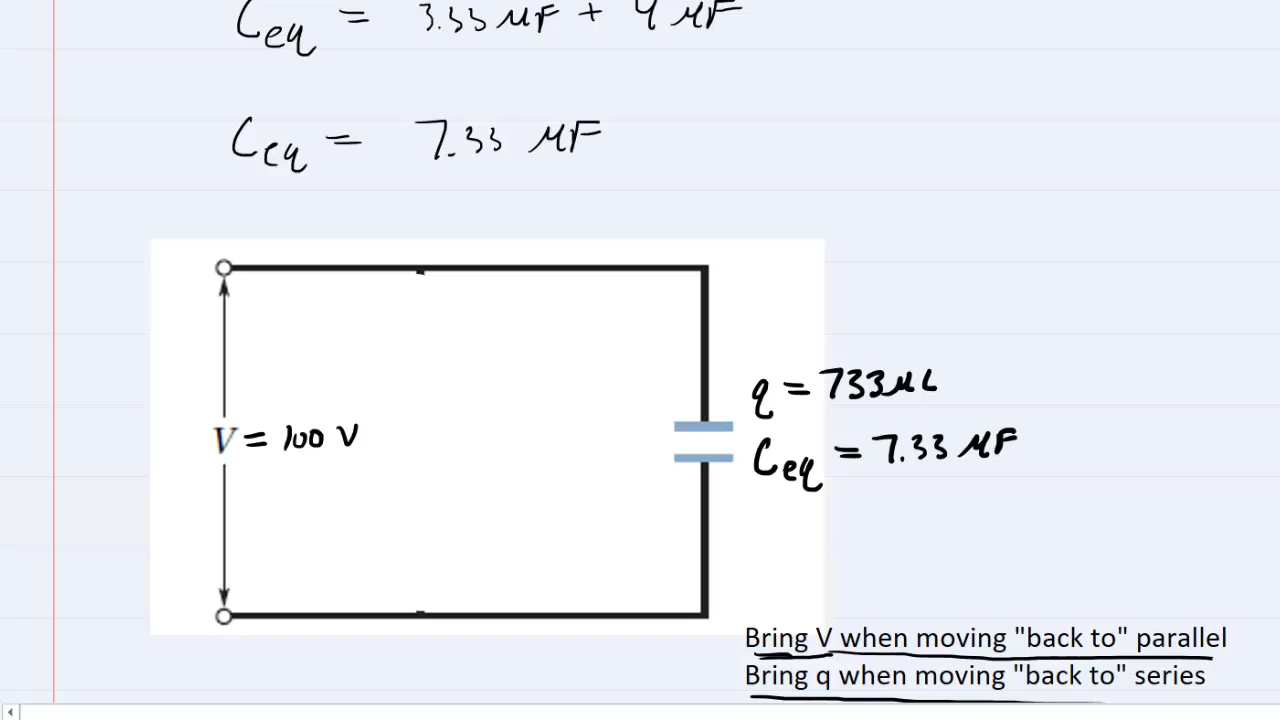 Ceq = 3.33 μF + 4 μF
Ceq = 7.33 μF
q = 733 μC
V = 100 V
Ceq = 7.33 μF
Bring V when moving "back to" parallel
Bring q when moving "back to" series